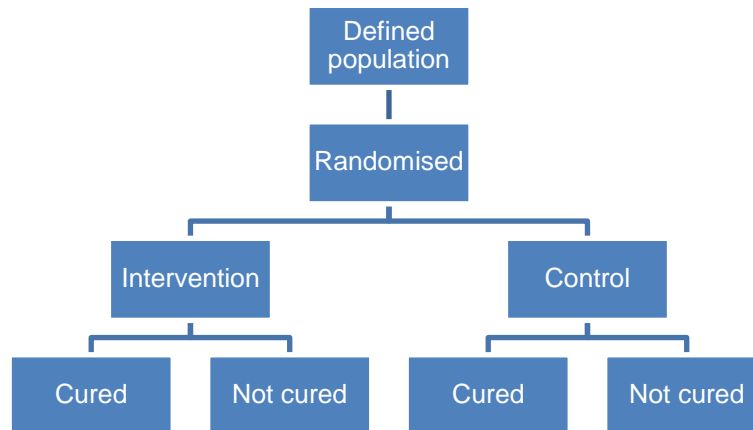 Defined
population
Randomised
Intervention
Control
Cured
Not cured
Cured
Not cured